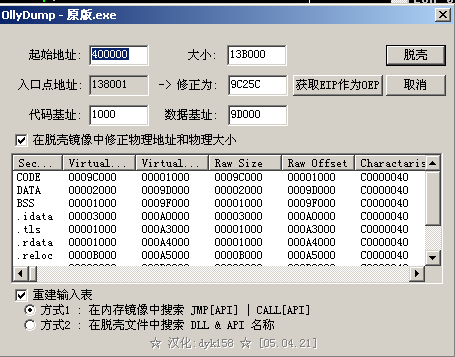 OllyDump - 原版.exe
起始地址: 400000 大小: 13B000 脱壳
入口点地址: 138001 -> 修正为: 9C25C 获取EIP作为OEP 取消
代码基址: 1000 数据基址: 9D000
在脱壳镜像中修正物理地址和物理大小
Sec... Virtual... Virtual... Raw Size Raw Offset Charactaris
CODE 0009C000 00001000 0009C000 00001000 C0000040
DATA 00002000 0009D000 00002000 0009D000 C0000040
BSS 00001000 0009F000 00001000 0009F000 C0000040
.idata 00003000 000A0000 00003000 000A0000 C0000040
.tls 00001000 000A3000 00001000 000A3000 C0000040
.rdata 00001000 000A4000 00001000 000A4000 C0000040
.reloc 0000B000 000A5000 0000B000 000A5000 C0000040
重建输入表
方式1 : 在内存镜像中搜索 JMP[API] | CALL[API]
方式2 : 在脱壳文件中搜索 DLL & API 名称
☆ 汉化:dyk158 ☆ [05.04.21]